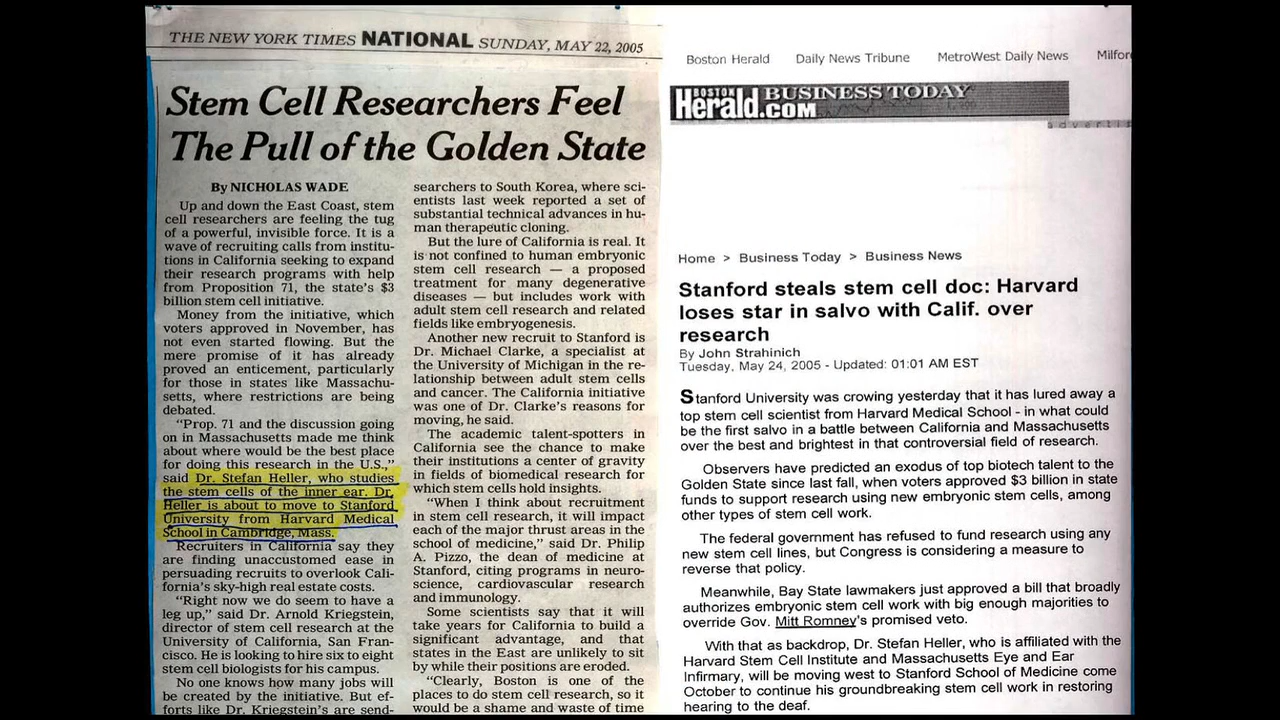 THE NEW YORK TIMES NATIONAL SUNDAY, MAY 22, 2005
Stem Cell Researchers Feel
The Pull of the Golden State
By NICHOLAS WADE
Up and down the East Coast, stem
cell researchers are feeling the tug
of a powerful, invisible force. It is a
wave of recruiting calls from institu-
tions in California seeking to expand
their research programs with help
from Proposition 71, the state's $3
billion stem cell initiative.
Money from the initiative, which
voters approved in November, has
not even started flowing. But the
mere promise of it has already
proved an enticement, particularly
for those in states like Massachu-
setts, where restrictions are being
debated.
"Prop. 71 and the discussion going
on in Massachusetts made me think
about where would be the best place
for doing this research in the U.S.,"
said Dr. Stefan Heller, who studies
the stem cells of the inner ear. Dr.
Heller is about to move to Stanford
University from Harvard Medical
School in Cambridge, Mass.
Recruiters in California say they
are finding unaccustomed ease in
persuading recruits to overlook Cali-
fornia's sky-high real estate costs.
"Right now we do seem to have a
leg up," said Dr. Arnold Kriegstein,
director of stem cell research at the
University of California, San Fran-
cisco. He is looking to hire six to eight
stem cell biologists for his campus.
No one knows how many jobs will
be created by the initiative. But ef-
forts like Dr. Kriegstein's are send-
searchers to South Korea, where sci-
entists last week reported a set of
substantial technical advances in hu-
man therapeutic cloning.
But the lure of California is real. It
is not confined to human embryonic
stem cell research — a proposed
treatment for many degenerative
diseases — but includes work with
adult stem cell research and related
fields like embryogenesis.
Another new recruit to Stanford is
Dr. Michael Clarke, a specialist at
the University of Michigan in the re-
lationship between adult stem cells
and cancer. The California initiative
was one of Dr. Clarke's reasons for
moving, he said.
The academic talent-spotters in
California see the chance to make
their institutions a center of gravity
in fields of biomedical research for
which stem cells hold insights.
"When I think about recruitment
in stem cell research, it will impact
each of the major thrust areas in the
school of medicine," said Dr. Philip
A. Pizzo, the dean of medicine at
Stanford, citing programs in neuro-
science, cardiovascular research
and immunology.
Some scientists say that it will
take years for California to build a
significant advantage, and that
states in the East are unlikely to sit
by while their positions are eroded.
"Clearly, Boston is one of the
places to do stem cell research, so it
would be a shame and waste of time
Boston Herald Daily News Tribune MetroWest Daily News Milford
BOSTON
Herald.COM BUSINESS TODAY
advertis
Home > Business Today > Business News
Stanford steals stem cell doc: Harvard
loses star in salvo with Calif. over
research
By John Strahinich
Tuesday, May 24, 2005 - Updated: 01:01 AM EST
Stanford University was crowing yesterday that it has lured away a
top stem cell scientist from Harvard Medical School - in what could
be the first salvo in a battle between California and Massachusetts
over the best and brightest in that controversial field of research.
Observers have predicted an exodus of top biotech talent to the
Golden State since last fall, when voters approved $3 billion in state
funds to support research using new embryonic stem cells, among
other types of stem cell work.
The federal government has refused to fund research using any
new stem cell lines, but Congress is considering a measure to
reverse that policy.
Meanwhile, Bay State lawmakers just approved a bill that broadly
authorizes embryonic stem cell work with big enough majorities to
override Gov. Mitt Romney's promised veto.
With that as backdrop, Dr. Stefan Heller, who is affiliated with the
Harvard Stem Cell Institute and Massachusetts Eye and Ear
Infirmary, will be moving west to Stanford School of Medicine come
October to continue his groundbreaking stem cell work in restoring
hearing to the deaf.